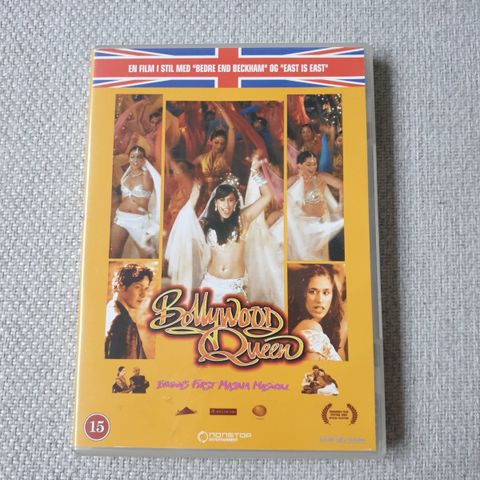 EN FILM I STIL MED "BEDRE END BECKHAM" OG "EAST IS EAST"
Bollywood
Queen
BRITAIN'S FIRST MASALA MUSICAL
15
NONSTOP
ENTERTAINMENT